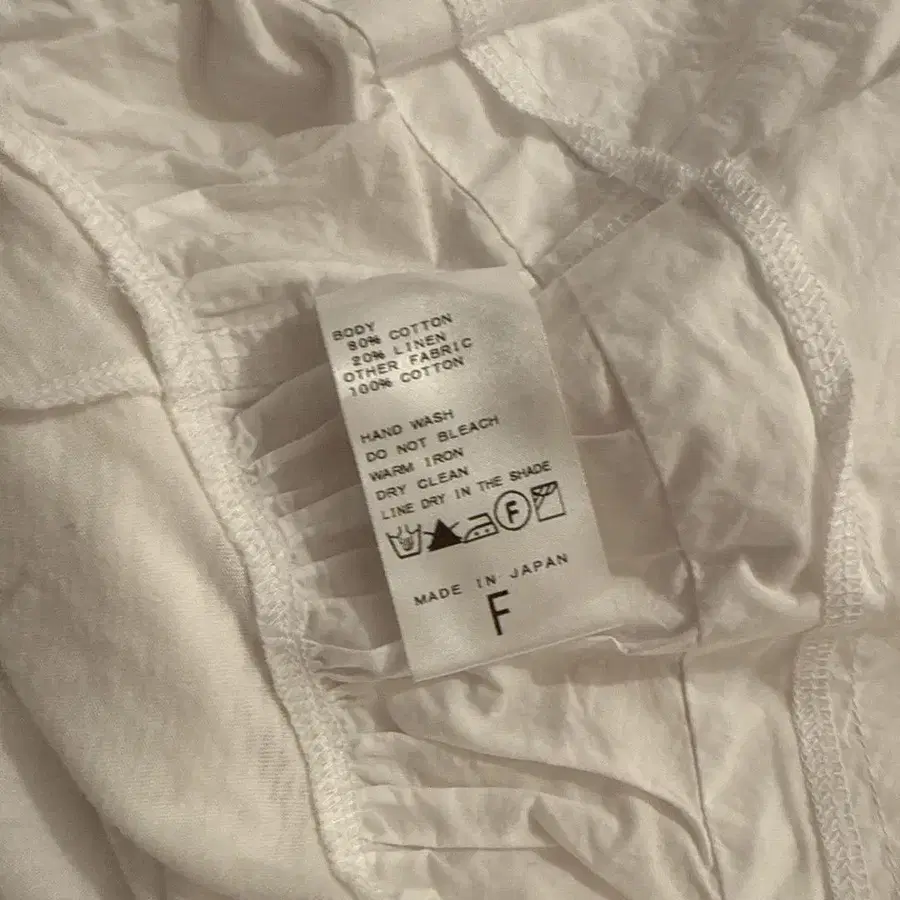 BODY
80% COTTON
20% LINEN
OTHER FABRIC
100% COTTON
HAND WASH
DO NOT BLEACH
WARM IRON
DRY CLEAN
LINE DRY IN THE SHADE
F
MADE IN JAPAN
F